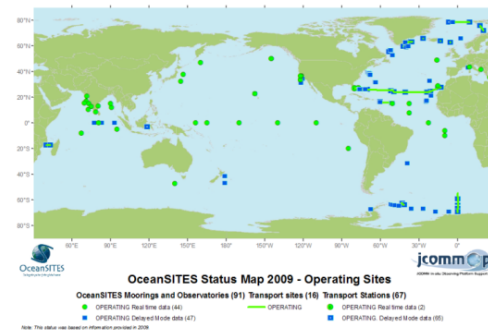 80°N
60°N
40°N
20°N
0°
20°S
40°S
60°S
80°S
60°E 90°E 120°E 150°E 180° 150°W 120°W 90°W 60°W 30°W 0°
OceanSITES
jcommops
OceanSITES Status Map 2009 - Operating Sites
OceanSITES Moorings and Observatories (91) Transport sites (16) Transport Stations (67)
OPERATING Real time data (44) OPERATING OPERATING Real time data (2)
OPERATING Delayed Mode data (47) OPERATING Delayed Mode data (65)
Note: This status was based on information provided in 2009